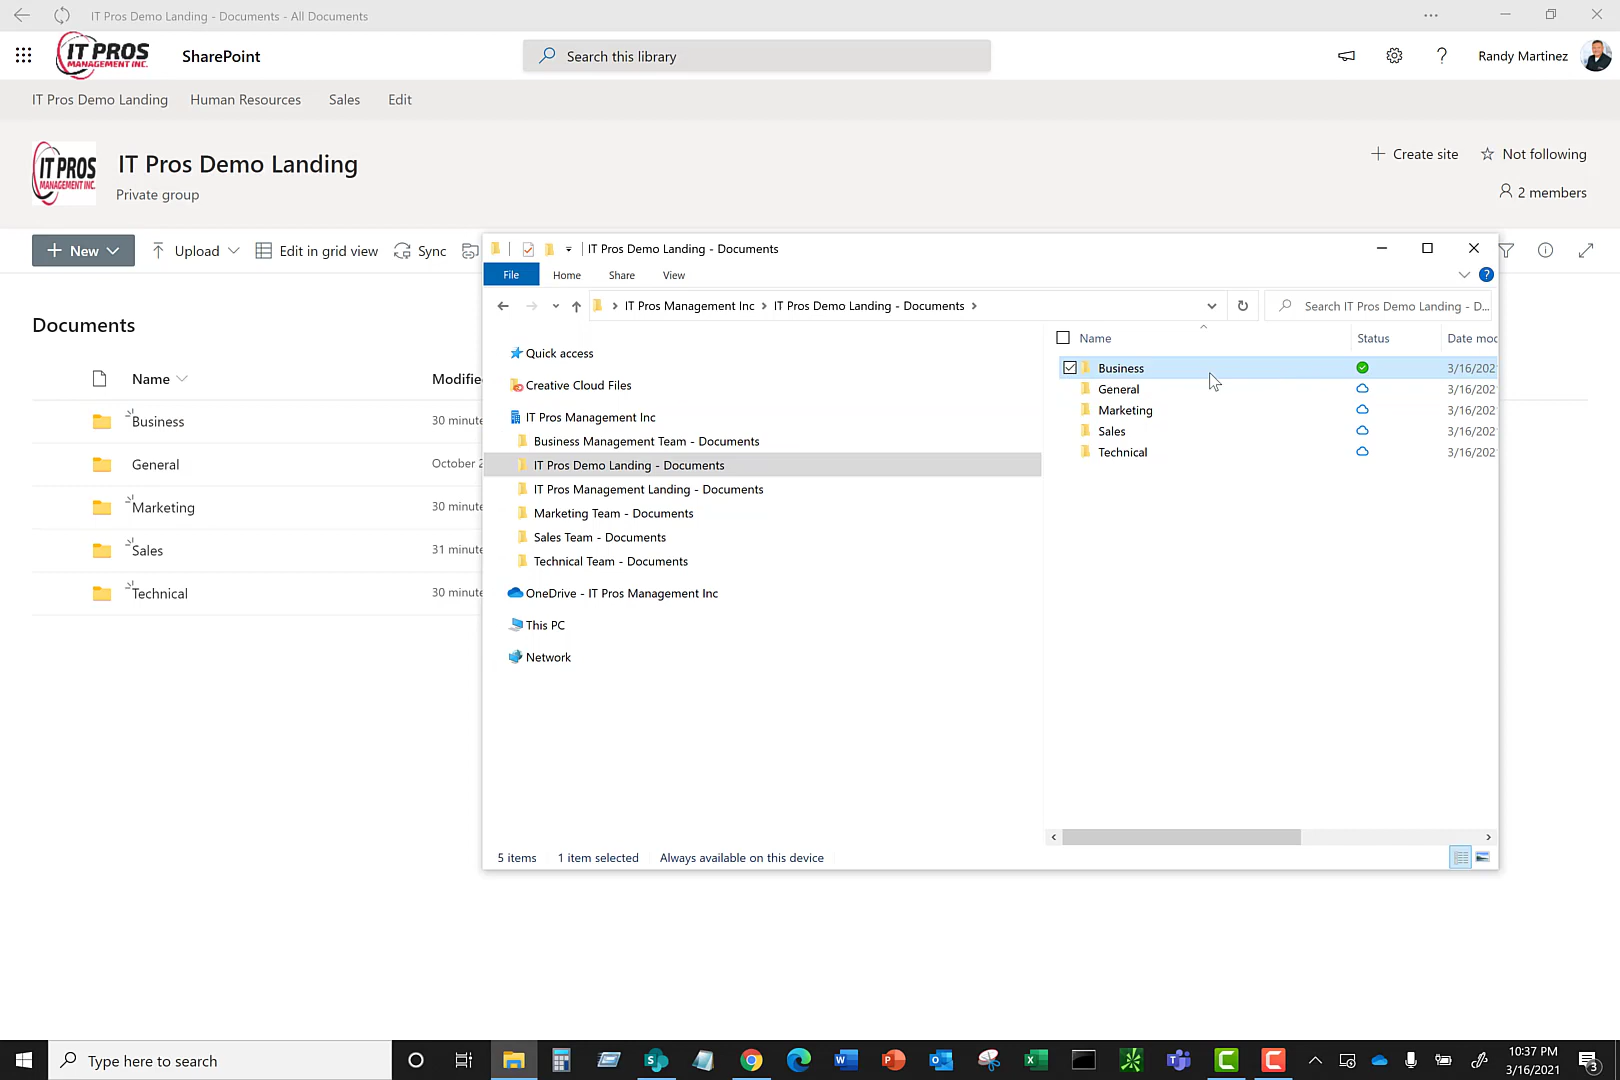 IT Pros Demo Landing - Documents - All Documents
IT PROS
MANAGEMENT INC.
SharePoint
Search this library
Randy Martinez
IT Pros Demo Landing
Human Resources
Sales
Edit
IT PROS
MANAGEMENT INC.
IT Pros Demo Landing
Private group
Create site
Not following
2 members
New
Upload
Edit in grid view
Sync
Documents
Name
Modifie
Business
30 minute
General
October 2
Marketing
30 minute
Sales
31 minute
Technical
30 minute
IT Pros Demo Landing - Documents
File
Home
Share
View
IT Pros Management Inc
IT Pros Demo Landing - Documents
Search IT Pros Demo Landing - D...
Quick access
Creative Cloud Files
IT Pros Management Inc
Business Management Team - Documents
IT Pros Demo Landing - Documents
IT Pros Management Landing - Documents
Marketing Team - Documents
Sales Team - Documents
Technical Team - Documents
OneDrive - IT Pros Management Inc
This PC
Network
Name
Status
Date mod
Business
3/16/202
General
3/16/202
Marketing
3/16/202
Sales
3/16/202
Technical
3/16/202
5 items
1 item selected
Always available on this device
Type here to search
10:37 PM
3/16/2021
3